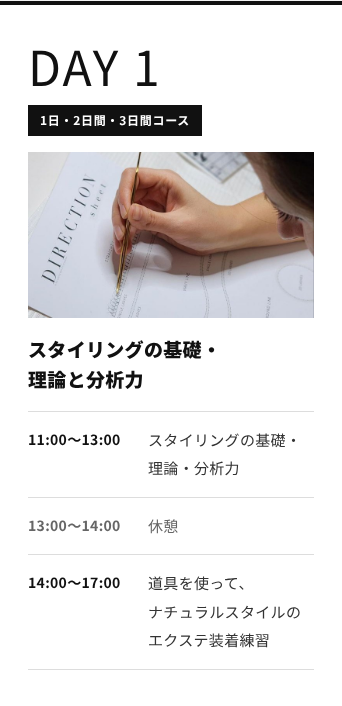 DAY 1
1日・2日間・3日間コース
DIRECTION
sheet
スタイリングの基礎・
理論と分析力
11:00〜13:00 スタイリングの基礎・
理論・分析力
13:00〜14:00 休憩
14:00〜17:00 道具を使って、
ナチュラルスタイルの
エクステ装着練習